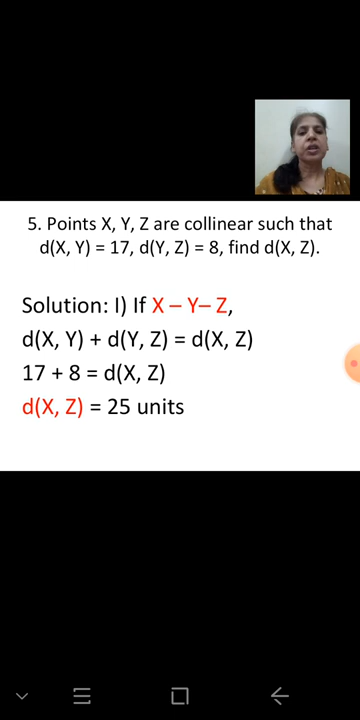 5. Points X, Y, Z are collinear such that
d(X, Y) = 17, d(Y, Z) = 8, find d(X, Z).
Solution: I) If X – Y– Z,
d(X, Y) + d(Y, Z) = d(X, Z)
17 + 8 = d(X, Z)
d(X, Z) = 25 units